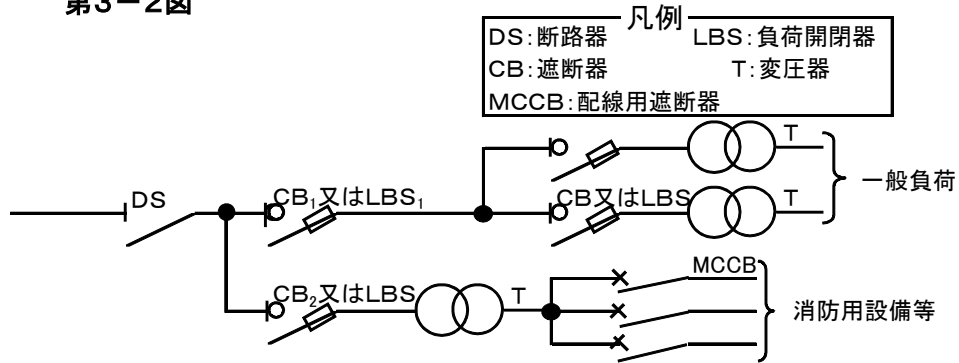 第3-2図
凡例
DS:断路器 LBS:負荷開閉器
CB:遮断器 T:変圧器
MCCB:配線用遮断器
T
一般負荷
DS
CB₁又はLBS₁
CB又はLBS
T
MCCB
CB₂又はLBS
T
消防用設備等